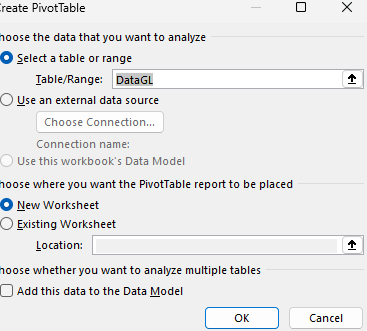 Create PivotTable
hoose the data that you want to analyze
Select a table or range
Table/Range: DataGL
Use an external data source
Choose Connection...
Connection name:
Use this workbook's Data Model
hoose where you want the PivotTable report to be placed
New Worksheet
Existing Worksheet
Location:
hoose whether you want to analyze multiple tables
Add this data to the Data Model
OK Cancel